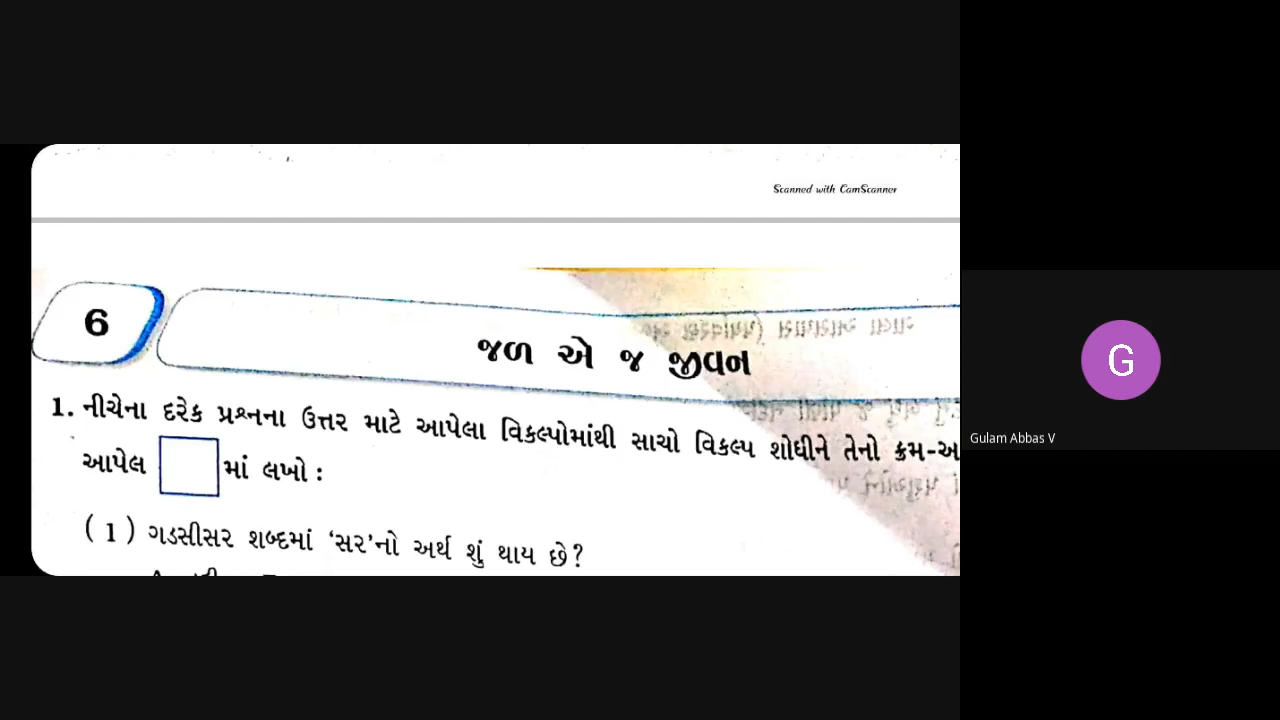 Scanned with CamScanner
6
જળ એ જ જીવન
1. નીચેના દરેક પ્રશ્નના ઉત્તર માટે આપેલા વિકલ્પોમાંથી સાચો વિકલ્પ શોધીને તેનો ક્રમ-અ
આપેલ માં લખો :
( 1 ) ગડસીસર શબ્દમાં ‘સર’નો અર્થ શું થાય છે?
G
Gulam Abbas V